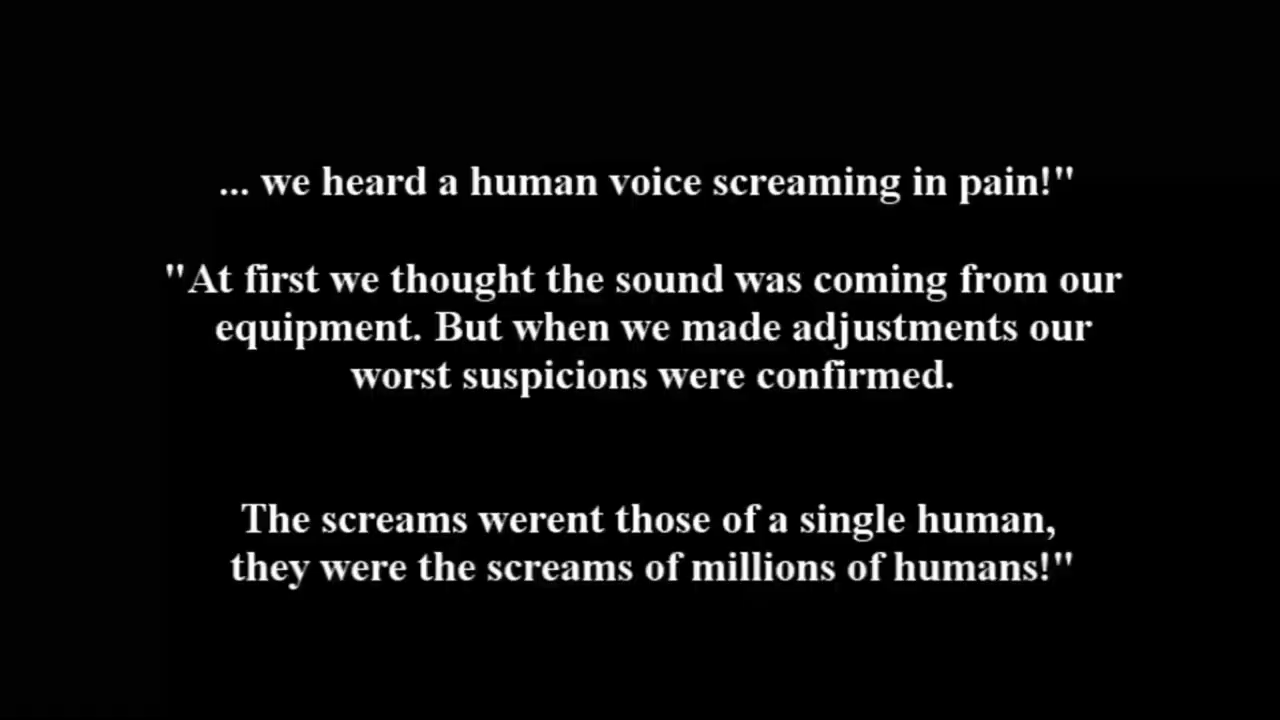 ... we heard a human voice screaming in pain!"
"At first we thought the sound was coming from our
equipment. But when we made adjustments our
worst suspicions were confirmed.
The screams werent those of a single human,
they were the screams of millions of humans!"